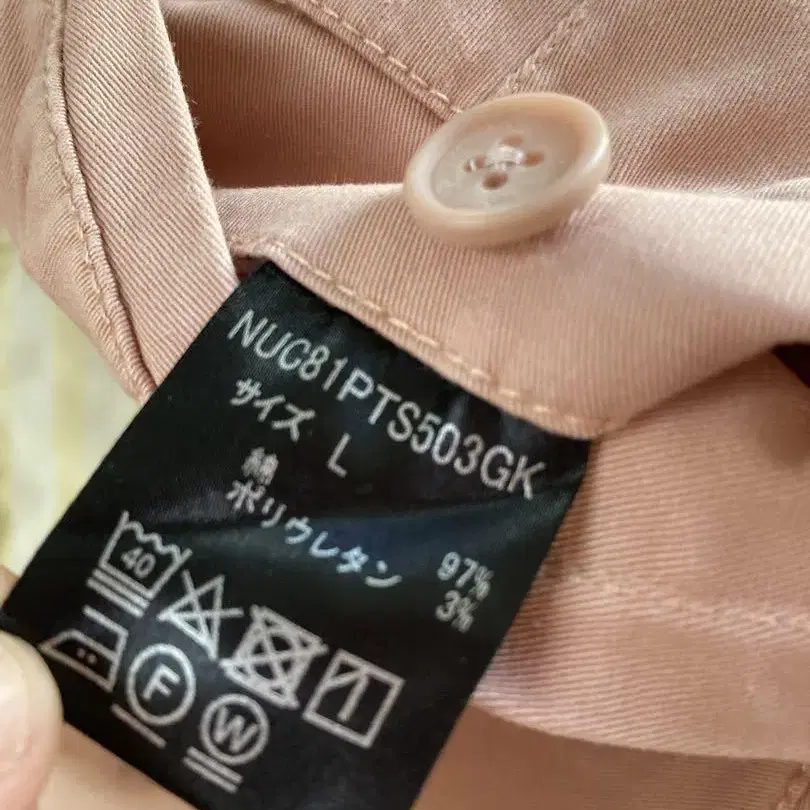 NUC81PTS503GK
サイズ L
綿 97%
ポリウレタン 3%
40
F
W